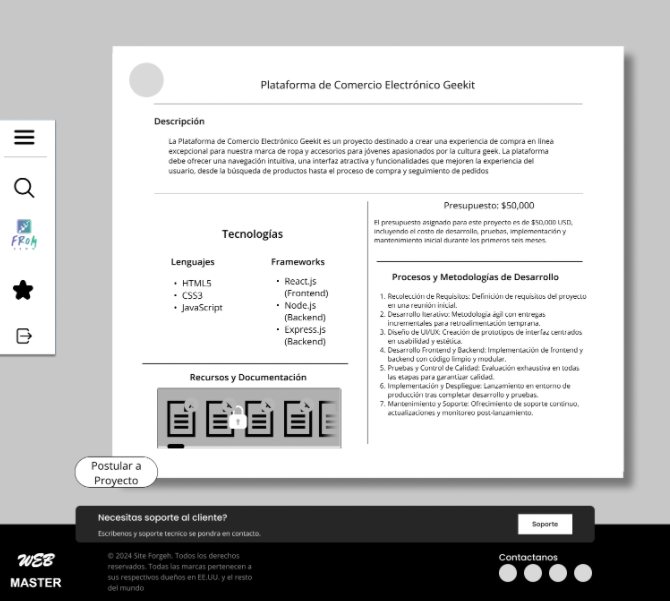 Plataforma de Comercio Electrónico Geekit
Descripción
La Plataforma de Comercio Electrónico Geekit es un proyecto destinado a crear una experiencia de compra en línea
excepcional para nuestra marca de ropa y accesorios para jóvenes apasionados por la cultura geek. La plataforma
debe ofrecer una navegación intuitiva, una interfaz atractiva y funcionalidades que mejoren la experiencia del
usuario, desde la búsqueda de productos hasta el proceso de compra y seguimiento de pedidos
FROM
Tecnologías
Lenguajes
• HTML5
• CSS3
• JavaScript
Frameworks
• React.js
(Frontend)
• Node.js
(Backend)
• Express.js
(Backend)
Recursos y Documentación
Presupuesto: $50,000
El presupuesto asignado para este proyecto es de $50,000 USD,
incluyendo el costo de desarrollo, pruebas, implementación y
mantenimiento inicial durante los primeros seis meses.
Procesos y Metodologías de Desarrollo
1. Recolección de Requisitos: Definición de requisitos del proyecto
en una reunión inicial.
2. Desarrollo Iterativo: Metodología ágil con entregas
incrementales para retroalimentación temprana.
3. Diseño de UI/UX: Creación de prototipos de interfaz centrados
en usabilidad y estética.
4. Desarrollo Frontend y Backend: Implementación de frontend y
backend con código limpio y modular.
5. Pruebas y Control de Calidad: Evaluación exhaustiva en todas
las etapas para garantizar calidad.
6. Implementación y Despliegue: Lanzamiento en entorno de
producción tras completar desarrollo y pruebas.
7. Mantenimiento y Soporte: Ofrecimiento de soporte continuo,
actualizaciones y monitoreo post-lanzamiento.
Postular a
Proyecto
Necesitas soporte al cliente?
Escribenos y soporte tecnico se pondra en contacto.
Soporte
WEB
MASTER
© 2024 Site Forgeh. Todos los derechos
reservados. Todas las marcas pertenecen a
sus respectivos dueños en EE.UU. y el resto
del mundo
Contactanos